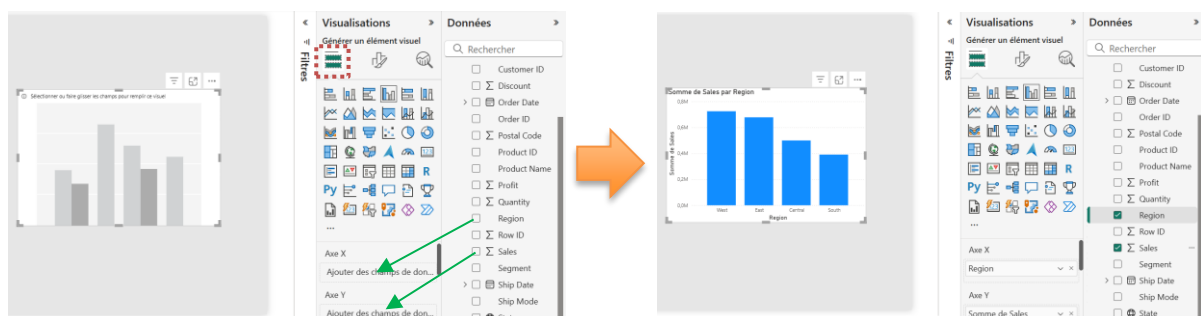 Sélectionner ou faire glisser les champs pour remplir ce visuel
Filtres
Visualisations
Générer un élément visuel
Py
R
Axe X
Ajouter des champs de don...
Axe Y
Ajouter des champs de don...
Données
Rechercher
Customer ID
Discount
Order Date
Order ID
Postal Code
Product ID
Product Name
Profit
Quantity
Region
Row ID
Sales
Segment
Ship Date
Ship Mode
State
Somme de Sales par Region
Somme de Sales
0,8M
0,6M
0,4M
0,2M
0,0M
West East Central South
Region
Filtres
Visualisations
Générer un élément visuel
R
Py
Axe X
Region
Axe Y
Somme de Sales
Données
Rechercher
Customer ID
Discount
Order Date
Order ID
Postal Code
Product ID
Product Name
Profit
Quantity
Region
Row ID
Sales
Segment
Ship Date
Ship Mode
State